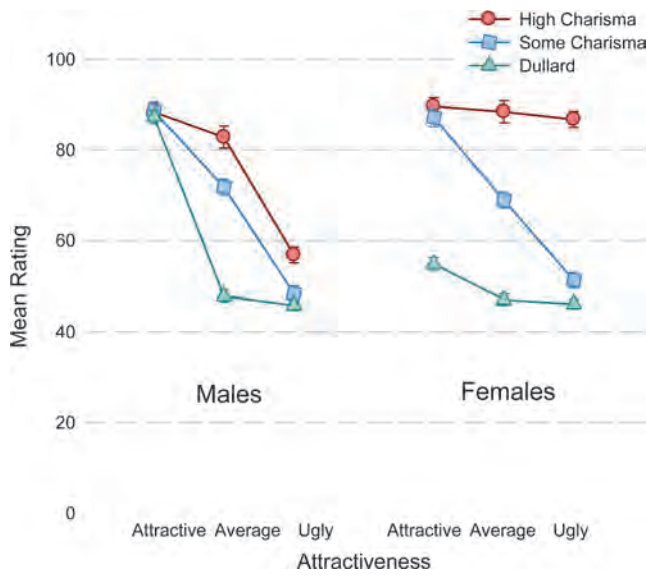 High Charisma
Some Charisma
Dullard
100
80
60
40
20
0
Mean Rating
Males
Females
Attractive Average Ugly
Attractive Average Ugly
Attractiveness